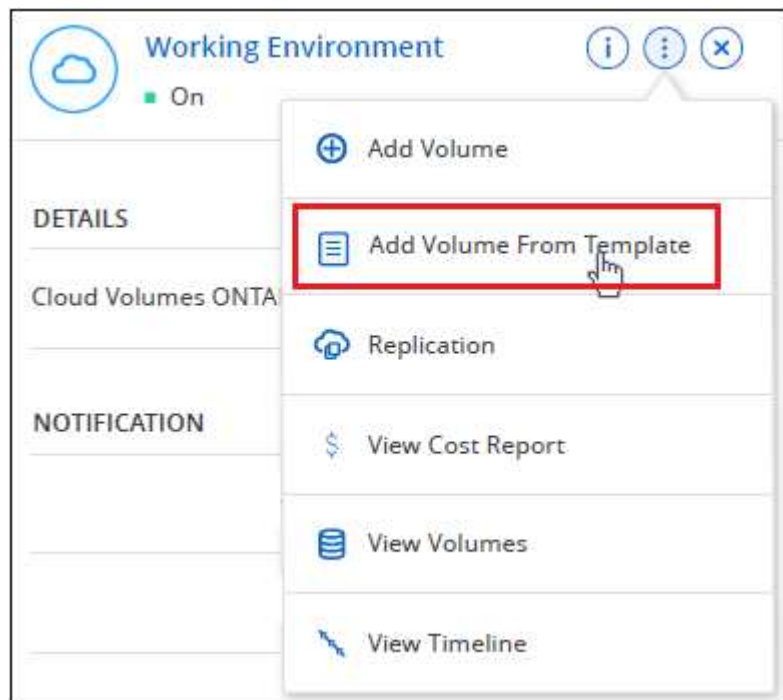 Working Environment
On
Add Volume
DETAILS
Add Volume From Template
Cloud Volumes ONTA
Replication
NOTIFICATION
View Cost Report
View Volumes
View Timeline